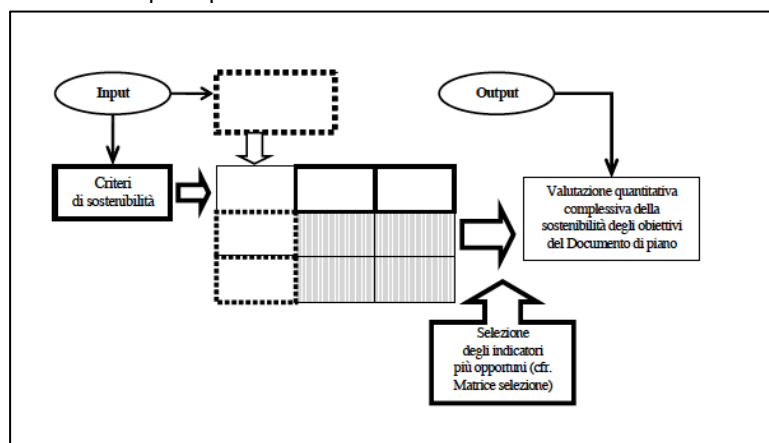 Input
Output
Criteri
di sostenibilità
Valutazione quantitativa
complessiva della
sostenibilità degli obiettivi
del Documento di piano
Selezione
degli indicatori
più opportuni (cfr.
Matrice selezione)